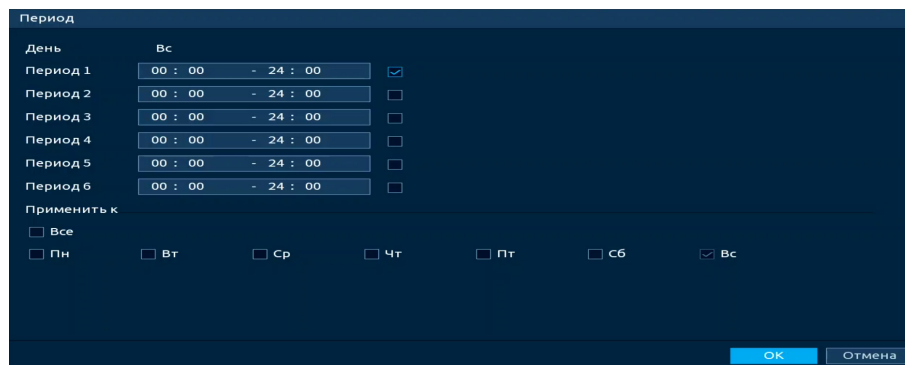 Период
День Вс
Период 1 00 : 00 - 24 : 00
Период 2 00 : 00 - 24 : 00
Период 3 00 : 00 - 24 : 00
Период 4 00 : 00 - 24 : 00
Период 5 00 : 00 - 24 : 00
Период 6 00 : 00 - 24 : 00
Применить к
Все
Пн Вт Ср Чт Пт Сб Вс
OK Отмена